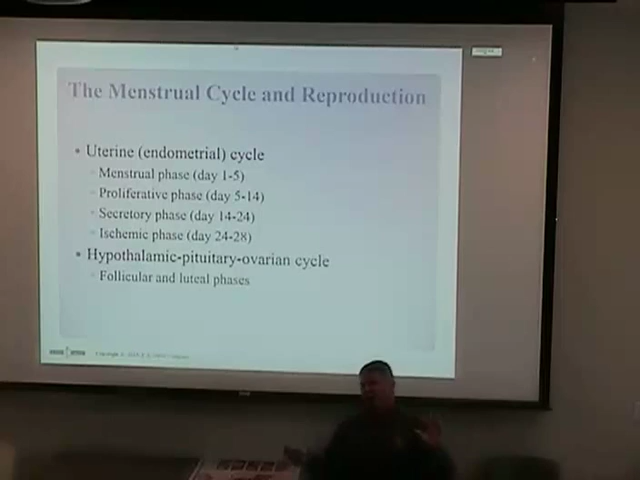 The Menstrual Cycle and Reproduction
• Uterine (endometrial) cycle
Menstrual phase (day 1-5)
Proliferative phase (day 5-14)
Secretory phase (day 14-24)
Ischemic phase (day 24-28)
• Hypothalamic-pituitary-ovarian cycle
Follicular and luteal phases